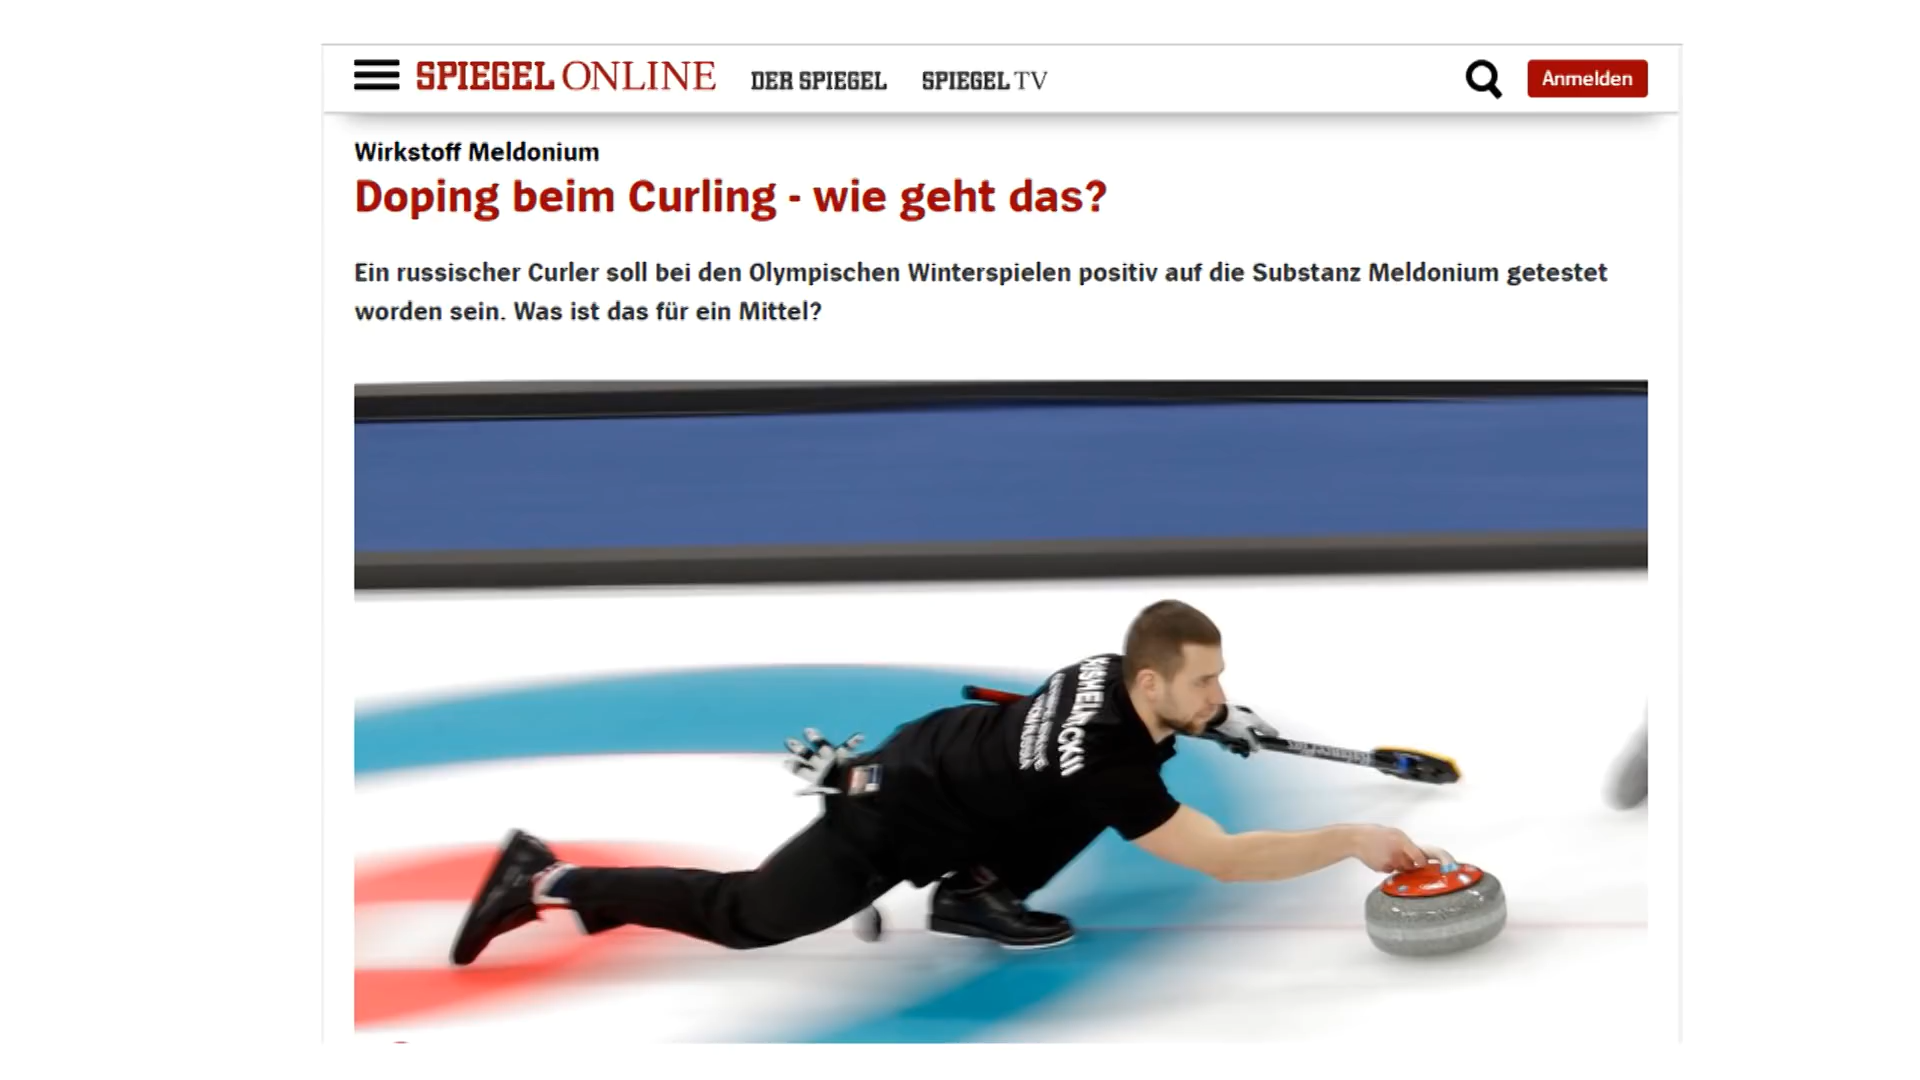 SPIEGEL ONLINE DER SPIEGEL SPIEGEL TV Anmelden
Wirkstoff Meldonium
Doping beim Curling - wie geht das?
Ein russischer Curler soll bei den Olympischen Winterspielen positiv auf die Substanz Meldonium getestet
worden sein. Was ist das für ein Mittel?